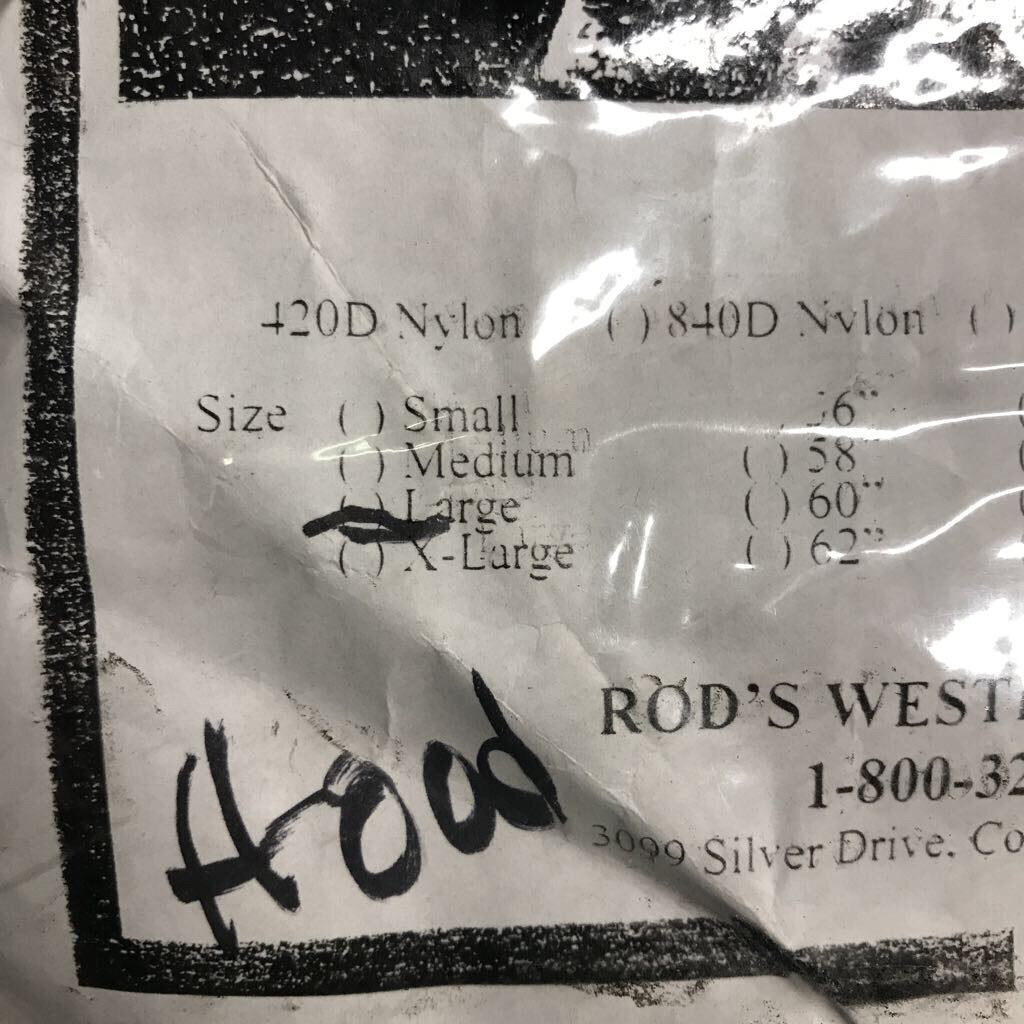 420D Nylon ( ) 840D Nylon ( )
Size ( ) Small 6"
( ) Medium ( ) 58"
( ) Large ( ) 60"
( ) X-Large ( ) 62"
ROD'S WEST
1-800-32
3099 Silver Drive, Co
Hood